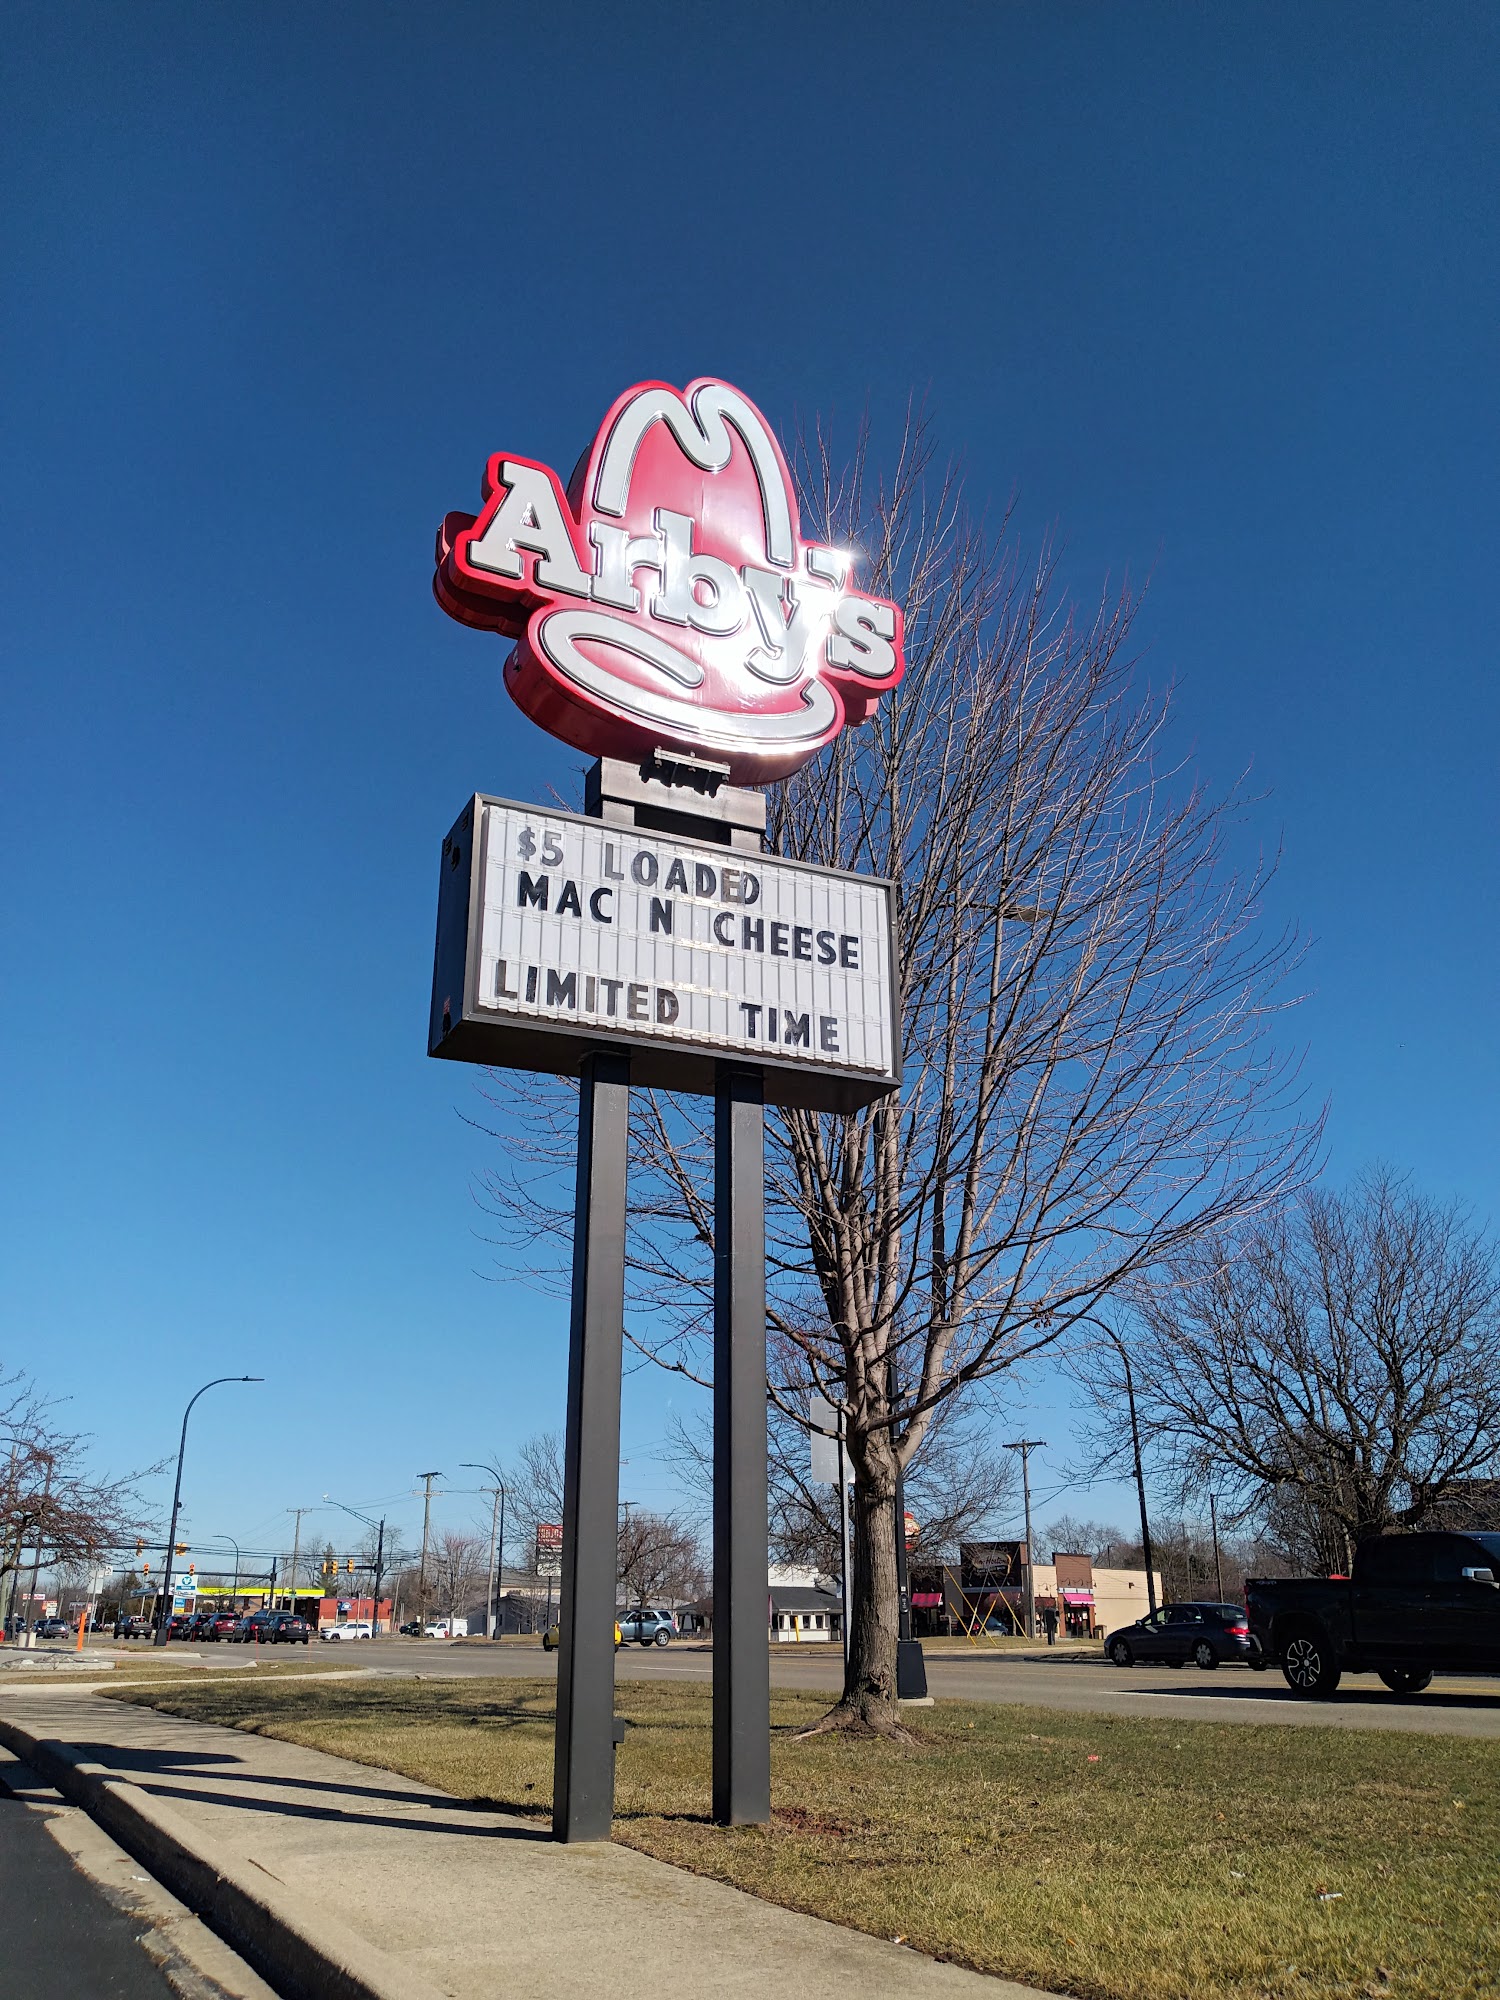 Arby's
$5 LOADED
MAC N CHEESE
LIMITED TIME